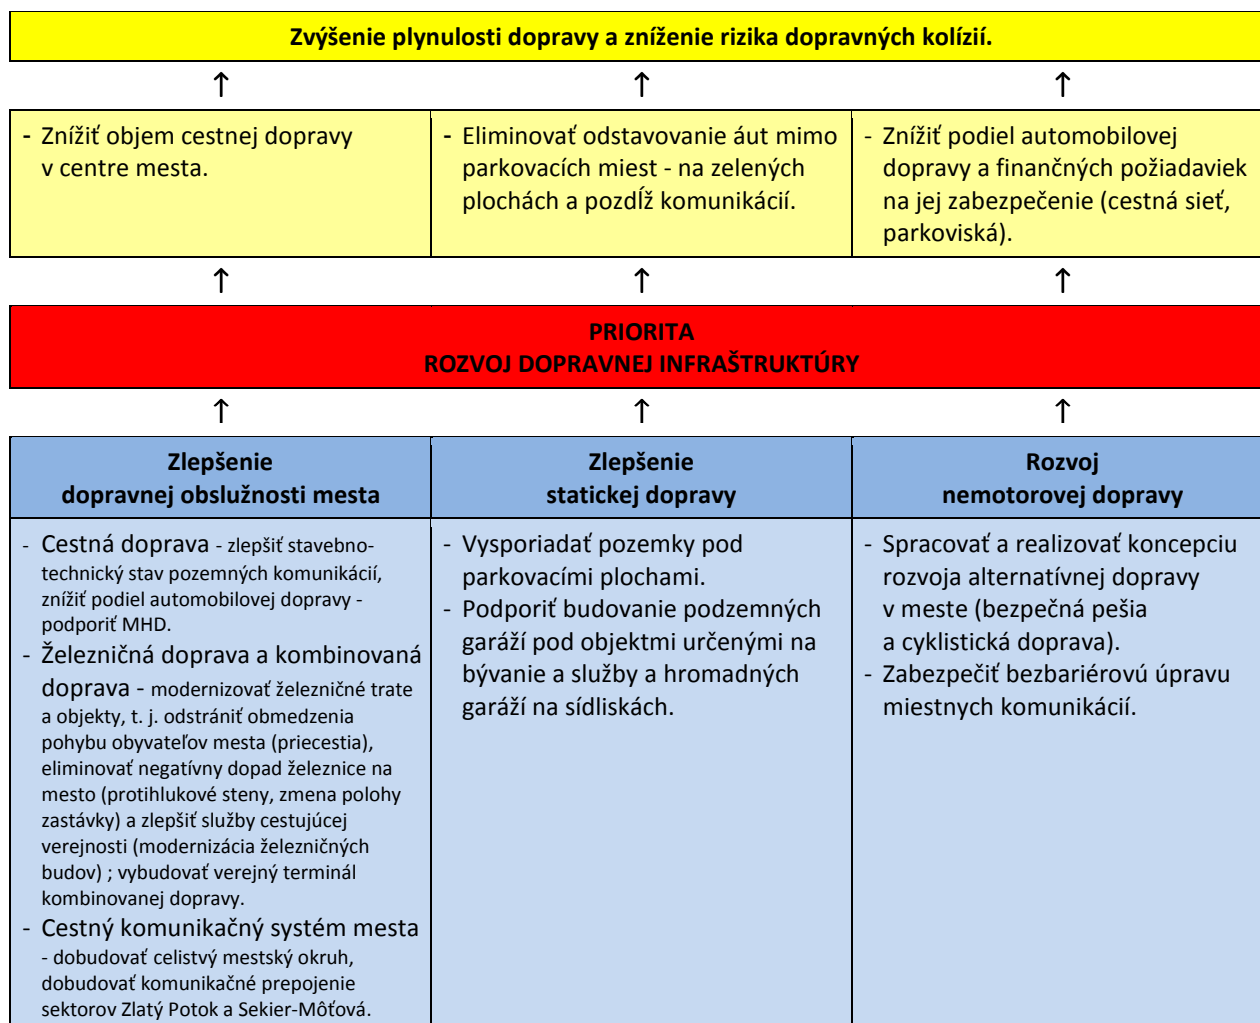 Zvýšenie plynulosti dopravy a zníženie rizika dopravných kolízií.
↑ ↑ ↑
- Znížiť objem cestnej dopravy
v centre mesta.
- Eliminovať odstavovanie áut mimo
parkovacích miest - na zelených
plochách a pozdĺž komunikácií.
- Znížiť podiel automobilovej
dopravy a finančných požiadaviek
na jej zabezpečenie (cestná sieť,
parkoviská).
↑ ↑ ↑
PRIORITA
ROZVOJ DOPRAVNEJ INFRAŠTRUKTÚRY
↑ ↑ ↑
Zlepšenie
dopravnej obslužnosti mesta
Zlepšenie
statickej dopravy
Rozvoj
nemotorovej dopravy
- Cestná doprava - zlepšiť stavebno-
technický stav pozemných komunikácií,
znížiť podiel automobilovej dopravy -
podporiť MHD.
- Železničná doprava a kombinovaná
doprava - modernizovať železničné trate
a objekty, t. j. odstrániť obmedzenia
pohybu obyvateľov mesta (priecestia),
eliminovať negatívny dopad železnice na
mesto (protihlukové steny, zmena polohy
zastávky) a zlepšiť služby cestujúcej
verejnosti (modernizácia železničných
budov) ; vybudovať verejný terminál
kombinovanej dopravy.
- Cestný komunikačný systém mesta
- dobudovať celistvý mestský okruh,
dobudovať komunikačné prepojenie
sektorov Zlatý Potok a Sekier-Môťová.
- Vysporiadať pozemky pod
parkovacími plochami.
- Podporiť budovanie podzemných
garáží pod objektmi určenými na
bývanie a služby a hromadných
garáží na sídliskách.
- Spracovať a realizovať koncepciu
rozvoja alternatívnej dopravy
v meste (bezpečná pešia
a cyklistická doprava).
- Zabezpečiť bezbariérovú úpravu
miestnych komunikácií.